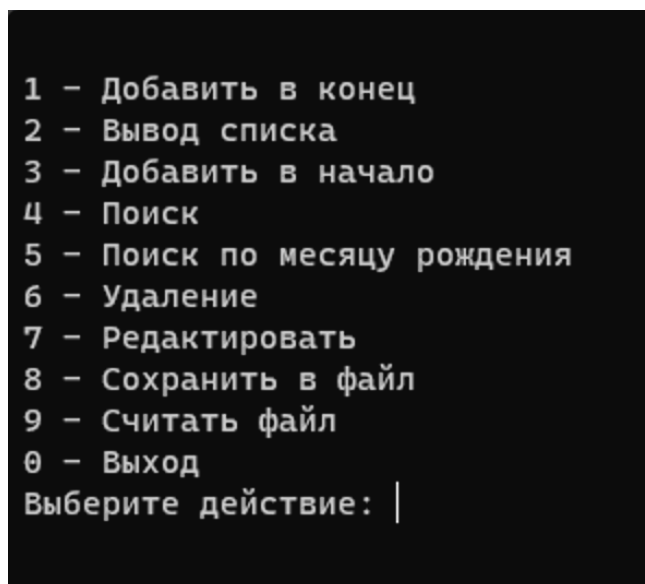 1 – Добавить в конец
2 – Вывод списка
3 – Добавить в начало
4 – Поиск
5 – Поиск по месяцу рождения
6 – Удаление
7 – Редактировать
8 – Сохранить в файл
9 – Считать файл
0 – Выход
Выберите действие: